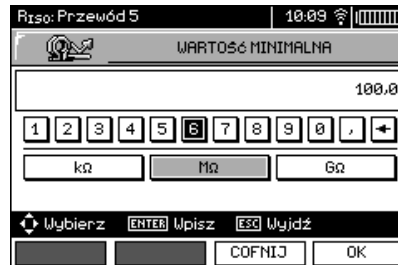 RISO: Przewód 5 10:09
WARTOŚĆ MINIMALNA
100,0
1 2 3 4 5 6 7 8 9 0 , ←
kΩ MΩ GΩ
Wybierz ENTER Wpisz ESC Wyjdź
COFNIJ OK